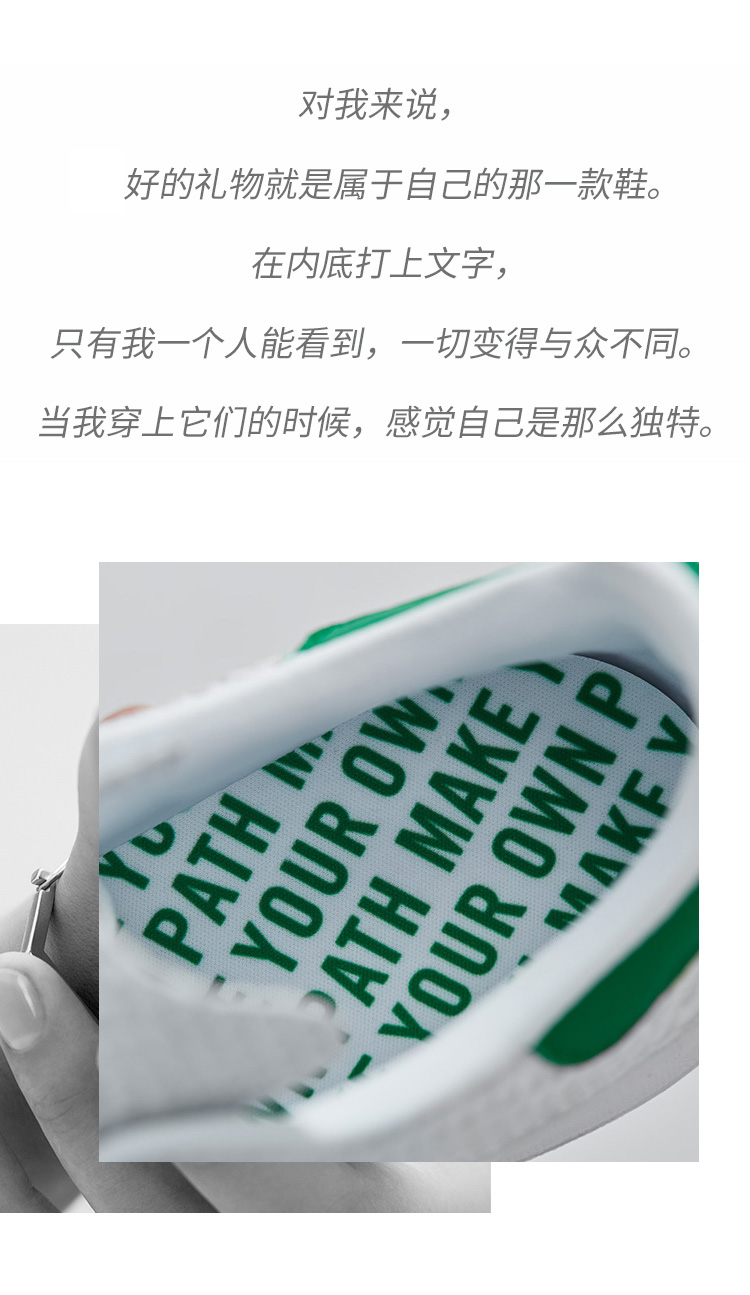 对我来说，
好的礼物就是属于自己的那一款鞋。
在内底打上文字，
只有我一个人能看到，一切变得与众不同。
当我穿上它们的时候，感觉自己是那么独特。
YO
PATH M
YOUR OWN
PATH MAKE Y
YOUR OWN P
MAKE Y